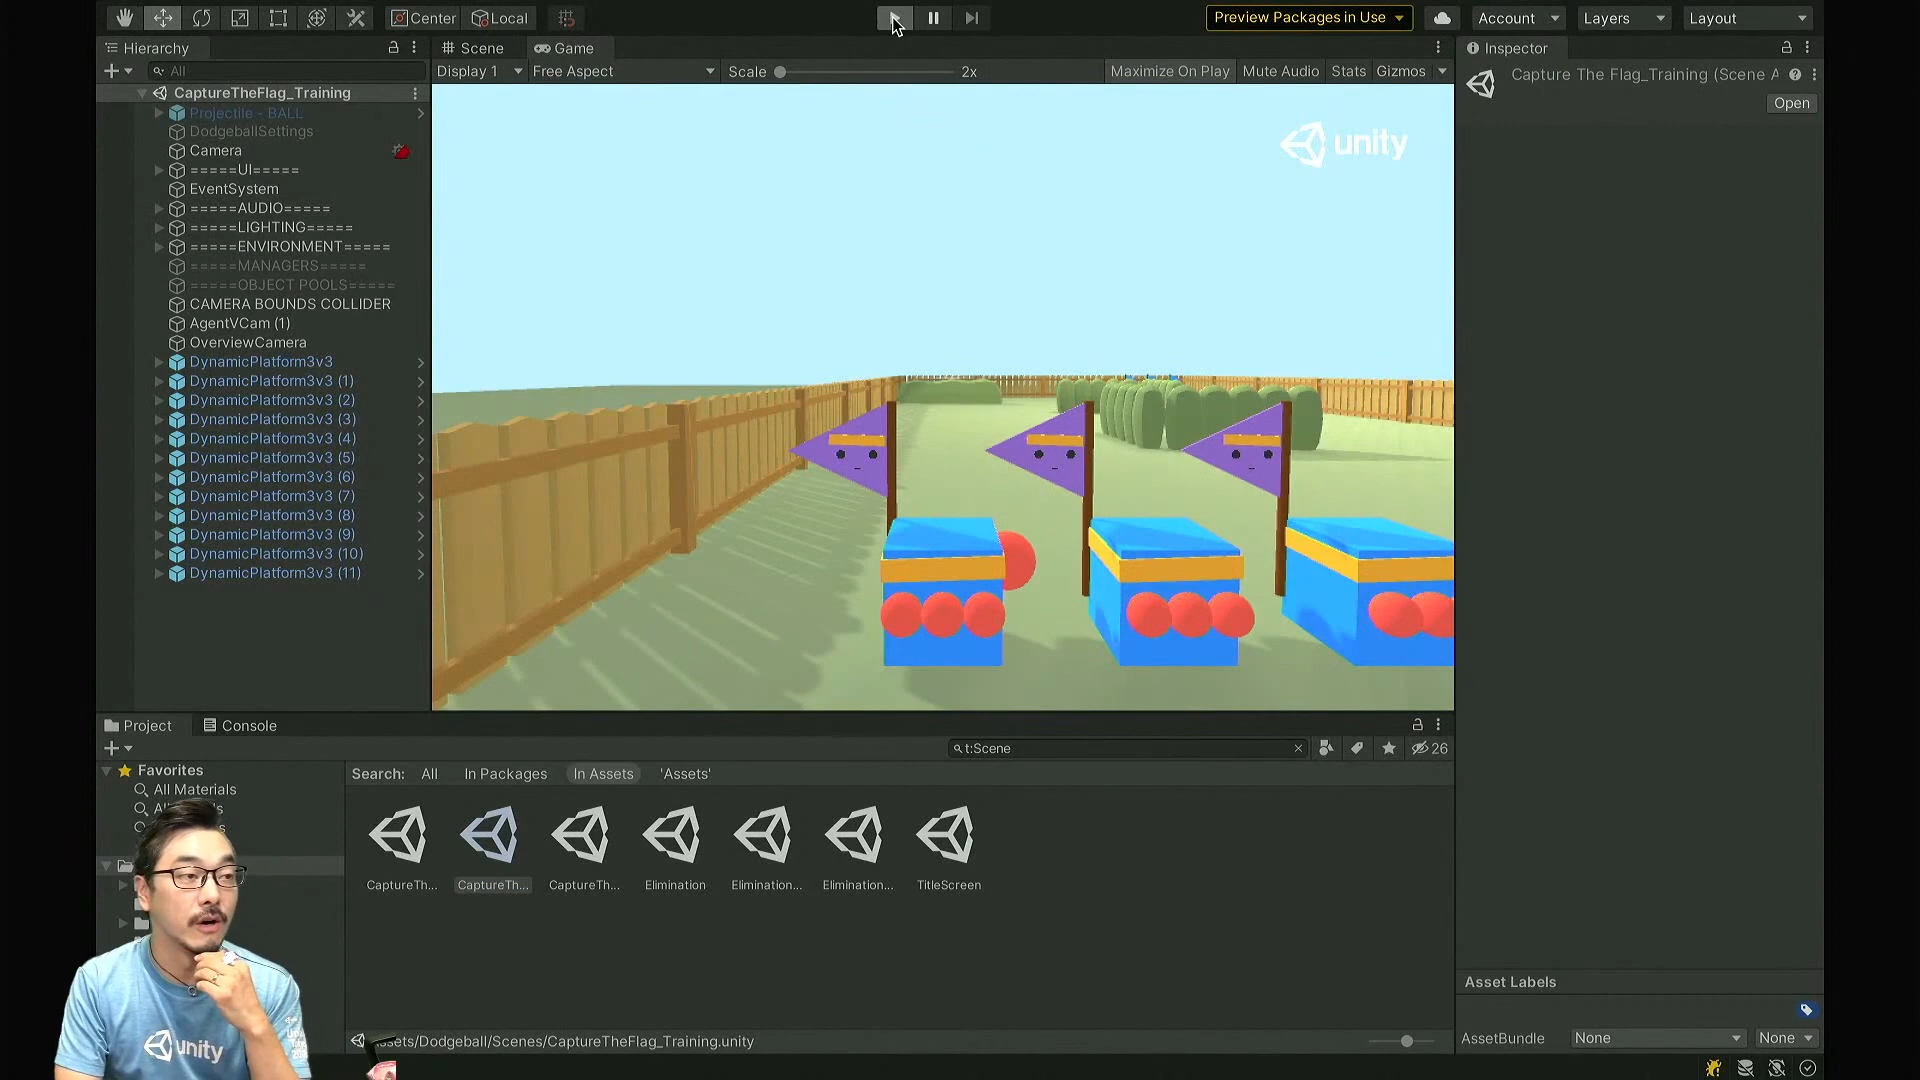 Center
Local
Preview Packages in Use
Account
Layers
Layout
Hierarchy
Scene
Game
Inspector
All
Display 1
Free Aspect
Scale
2x
Maximize On Play
Mute Audio
Stats
Gizmos
Capture The Flag_Training (Scene A
Open
CaptureTheFlag_Training
Projectile - BALL
DodgeballSettings
Camera
=====UI=====
EventSystem
=====AUDIO=====
=====LIGHTING=====
=====ENVIRONMENT=====
=====MANAGERS=====
=====OBJECT POOLS=====
CAMERA BOUNDS COLLIDER
AgentVCam (1)
OverviewCamera
DynamicPlatform3v3
DynamicPlatform3v3 (1)
DynamicPlatform3v3 (2)
DynamicPlatform3v3 (3)
DynamicPlatform3v3 (4)
DynamicPlatform3v3 (5)
DynamicPlatform3v3 (6)
DynamicPlatform3v3 (7)
DynamicPlatform3v3 (8)
DynamicPlatform3v3 (9)
DynamicPlatform3v3 (10)
DynamicPlatform3v3 (11)
unity
Project
Console
t:Scene
26
Favorites
All Materials
Search:
All
In Packages
In Assets
'Assets'
CaptureTh...
CaptureTh...
CaptureTh...
Elimination
Elimination...
Elimination...
TitleScreen
/Dodgeball/Scenes/CaptureTheFlag_Training.unity
Asset Labels
AssetBundle
None
None
unity